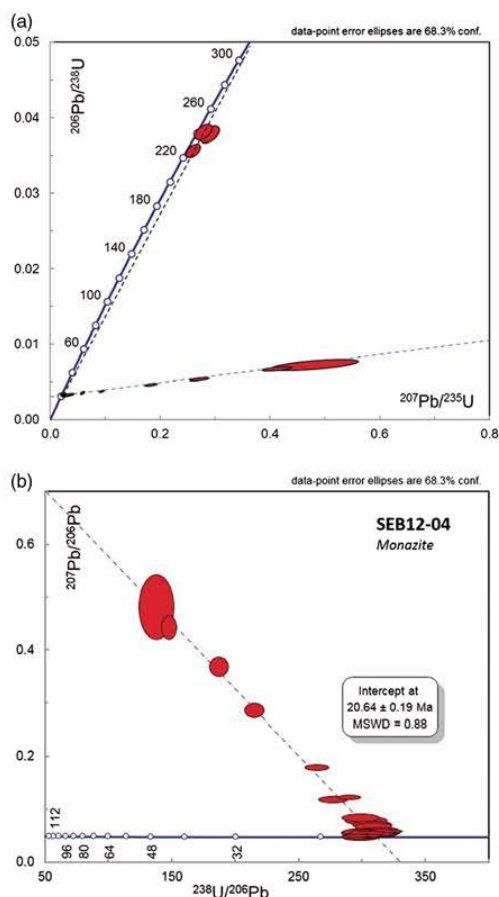 (a)
data-point error ellipses are 68.3% conf.
0.05
0.04
0.03
0.02
0.01
0.00
206Pb/238U
300
260
220
180
140
100
60
207Pb/235U
0.0
0.2
0.4
0.6
0.8
(b)
data-point error ellipses are 68.3% conf.
0.6
0.4
0.2
0.0
207Pb/206Pb
SEB12-04
Monazite
Intercept at
20.64 ± 0.19 Ma
MSWD = 0.88
112
96
80
64
48
32
50
150
250
350
238U/206Pb